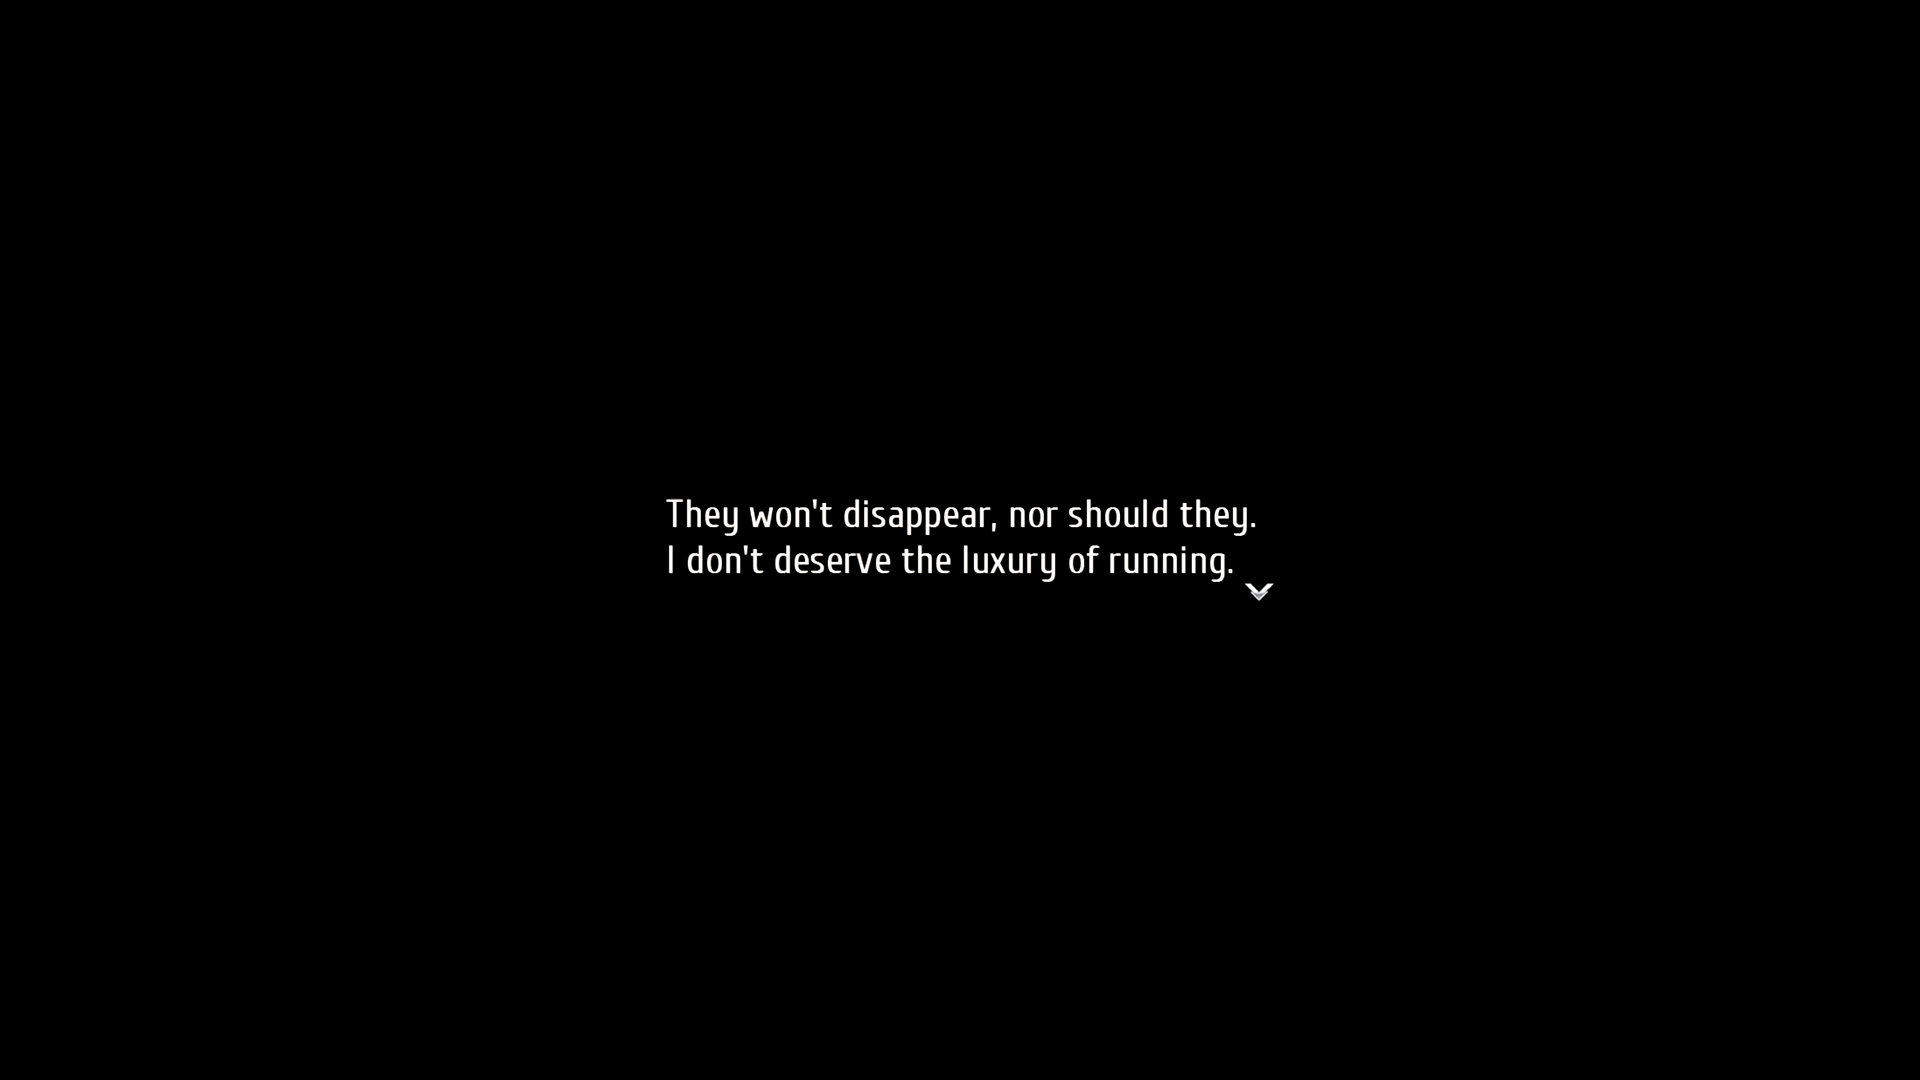 They won't disappear, nor should they.
I don't deserve the luxury of running.